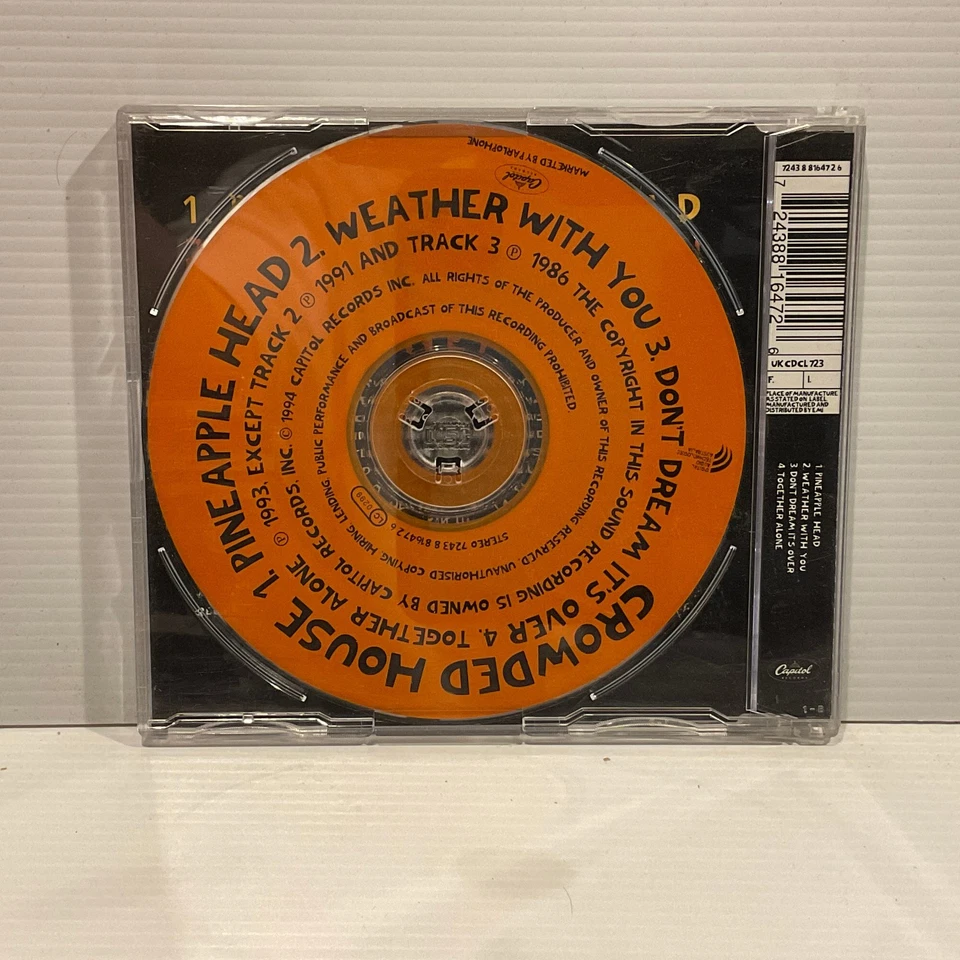 MARKETED BY PARLOPHONE
Capitol
RECORDS
CROWDED HOUSE 1. PINEAPPLE HEAD 2. WEATHER WITH YOU 3. DON'T DREAM IT'S OVER 4. TOGETHER ALONE
℗ 1993. EXCEPT TRACK 2 ℗ 1991 AND TRACK 3 ℗ 1986 THE COPYRIGHT IN THIS SOUND RECORDING IS OWNED BY CAPITOL RECORDS, INC. © 1994 CAPITOL RECORDS INC. ALL RIGHTS OF THE PRODUCER AND OWNER OF THIS RECORDING RESERVED. UNAUTHORISED COPYING, HIRING, LENDING PUBLIC PERFORMANCE AND BROADCAST OF THIS RECORDING PROHIBITED.
STEREO 7243 8 81647 2 6
LC 0299
7243 8 81647 2 6
7 24388 16472 6
UK CDCL 723
F. I.
PLACE OF MANUFACTURE
AS STATED ON LABEL
MANUFACTURED AND
DISTRIBUTED BY EMI
1 PINEAPPLE HEAD
2 WEATHER WITH YOU
3 DONT DREAM IT'S OVER
4 TOGETHER ALONE
Capitol
RECORDS